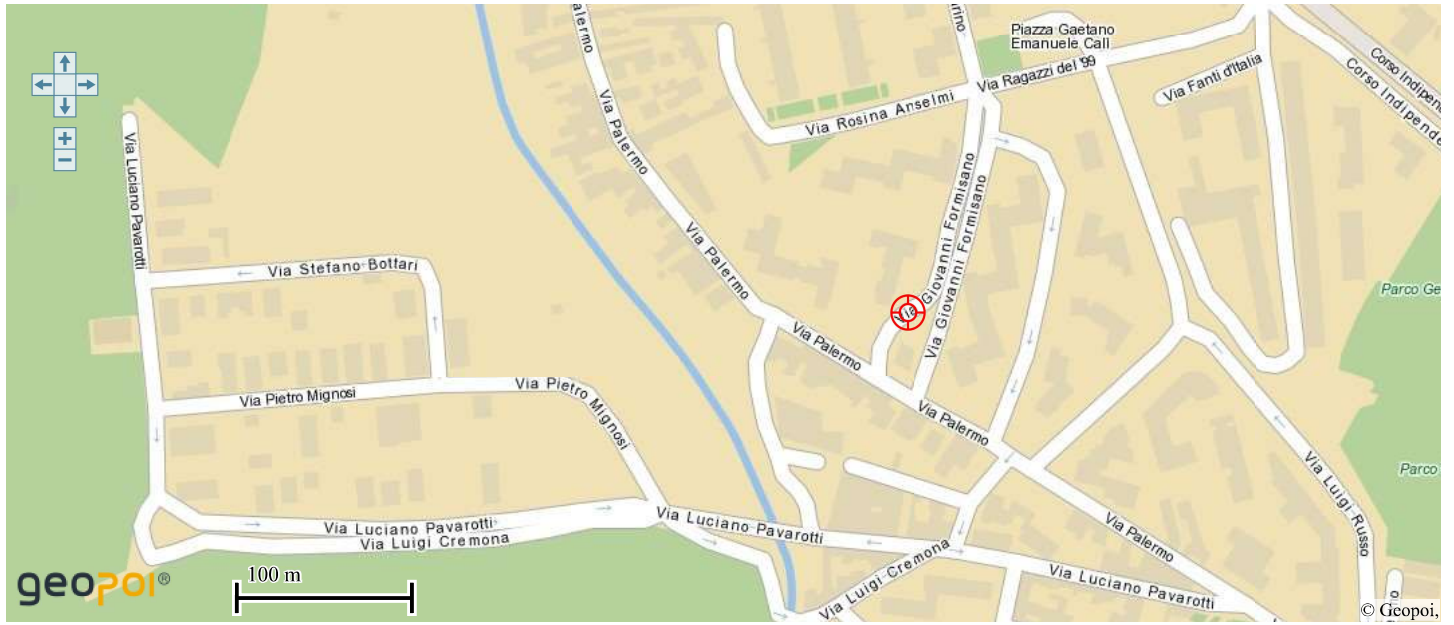 Piazza Gaetano
Emanuele Calì
Via Palermo
Via Ragazzi del '99
Via Fanti d'Italia
Corso Indipende
Via Rosina Anselmi
Via Palermo
Via Luciano Pavarotti
Via Giovanni Formisano
Via Giovanni Formisano
Via Palermo
Via Stefano Bottari
Parco Ge
Via Palermo
Via Pietro Mignosi
Via Pietro Mignosi
Via Palermo
Parco
Via Luigi Russo
Via Luciano Pavarotti
Via Luciano Pavarotti
Via Luigi Cremona
Via Palermo
Via Luigi Cremona
Via Luciano Pavarotti
geopoi®
100 m
© Geopoi,